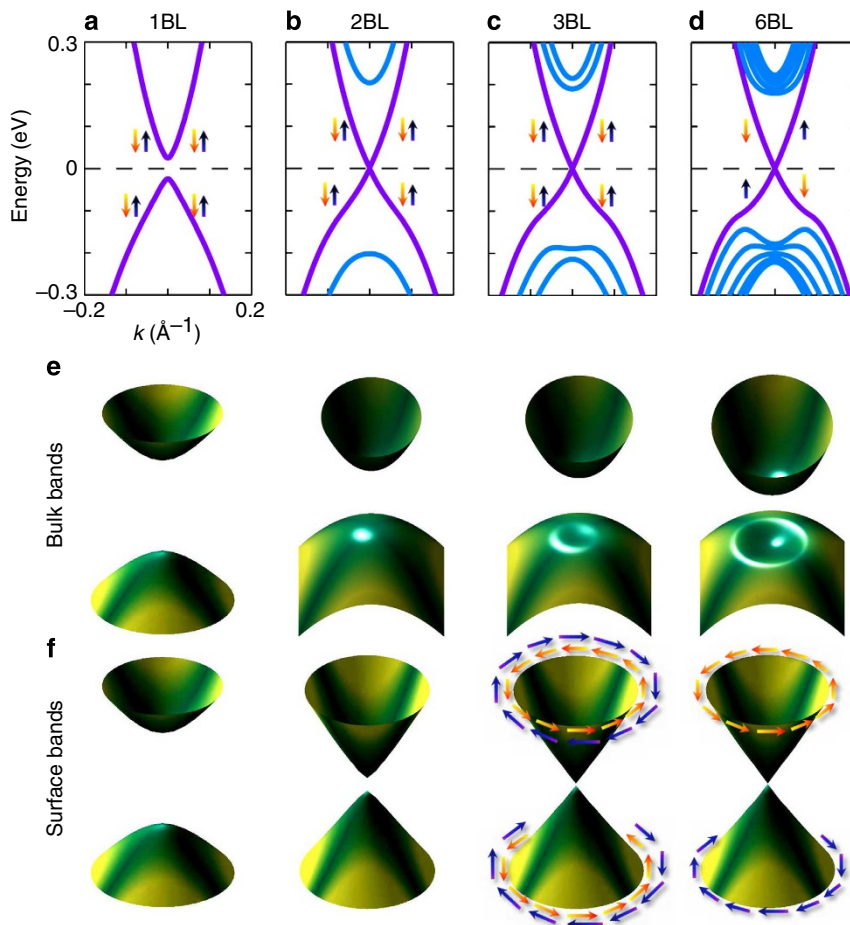 a 1BL b 2BL c 3BL d 6BL
0.3
Energy (eV)
0
–0.3
–0.2 0.2
k (Å–1)
e
Bulk bands
f
Surface bands